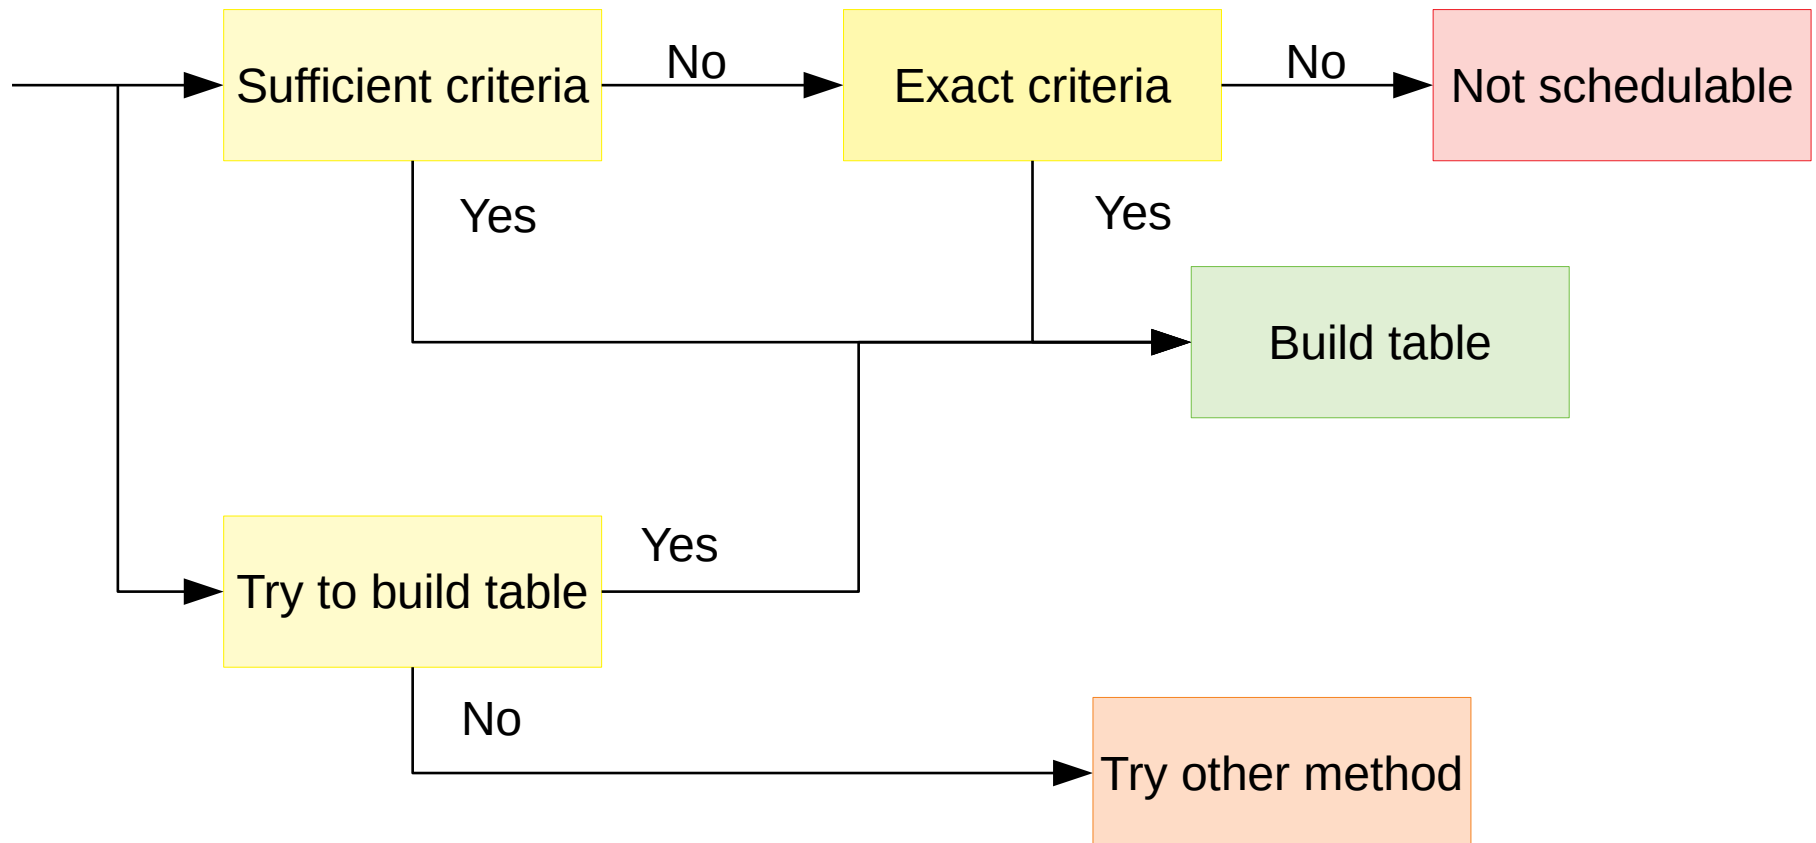 Sufficient criteria
No
Exact criteria
No
Not schedulable
Yes
Yes
Build table
Try to build table
Yes
No
Try other method